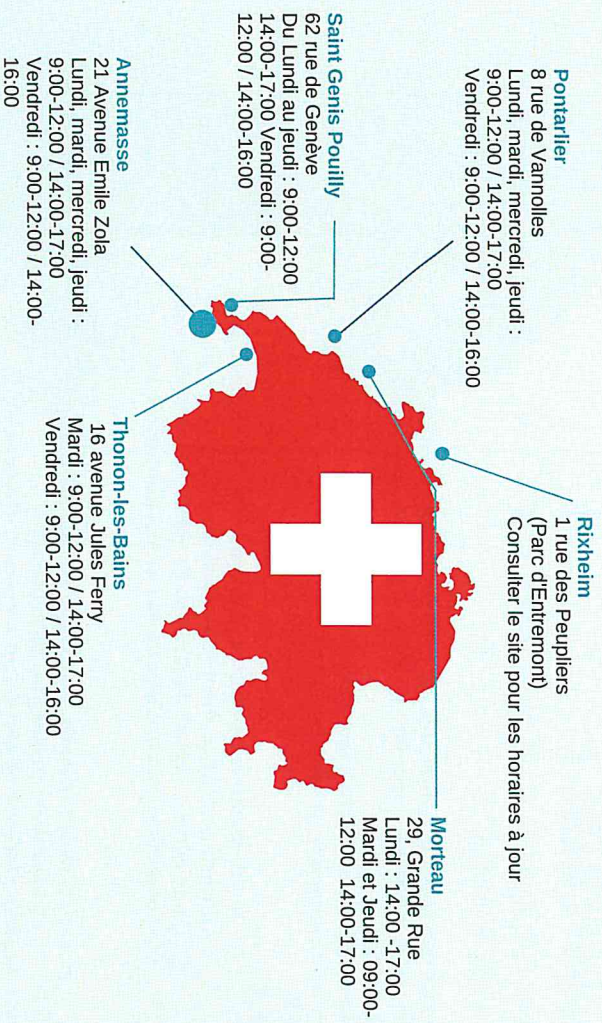 Pontarlier
8 rue de Vannolles
Lundi, mardi, mercredi, jeudi :
9:00-12:00 / 14:00-17:00
Vendredi : 9:00-12:00 / 14:00-16:00
Rixheim
1 rue des Peupliers
(Parc d'Entremont)
Consulter le site pour les horaires à jour
Saint Genis Pouilly
62 rue de Genève
Du Lundi au jeudi : 9:00-12:00
14:00-17:00 Vendredi : 9:00-
12:00 / 14:00-16:00
Morteau
29, Grande Rue
Lundi : 14:00 -17:00
Mardi et Jeudi : 09:00-
12:00 14:00-17:00
Annemasse
21 Avenue Emile Zola
Lundi, mardi, mercredi, jeudi :
9:00-12:00 / 14:00-17:00
Vendredi : 9:00-12:00 / 14:00-
16:00
Thonon-les-Bains
16 avenue Jules Ferry
Mardi : 9:00-12:00 / 14:00-17:00
Vendredi : 9:00-12:00 / 14:00-16:00